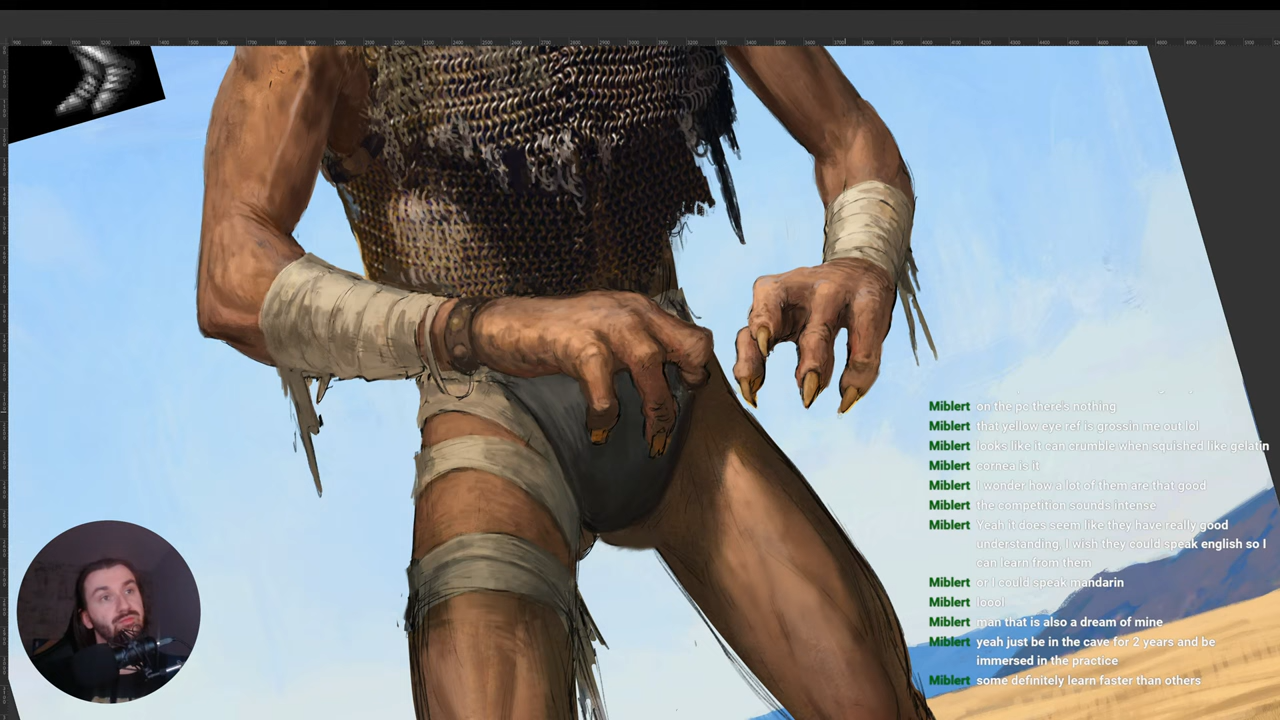 Miblert on the pc there's nothing
Miblert that yellow eye ref is grossin me out lol
Miblert looks like it can crumble when squished like gelatin
Miblert cornea is it
Miblert I wonder how a lot of them are that good
Miblert the competition sounds intense
Miblert Yeah it does seem like they have really good
understanding, I wish they could speak english so I
can learn from them
Miblert or I could speak mandarin
Miblert loool
Miblert man that is also a dream of mine
Miblert yeah just be in the cave for 2 years and be
immersed in the practice
Miblert some definitely learn faster than others